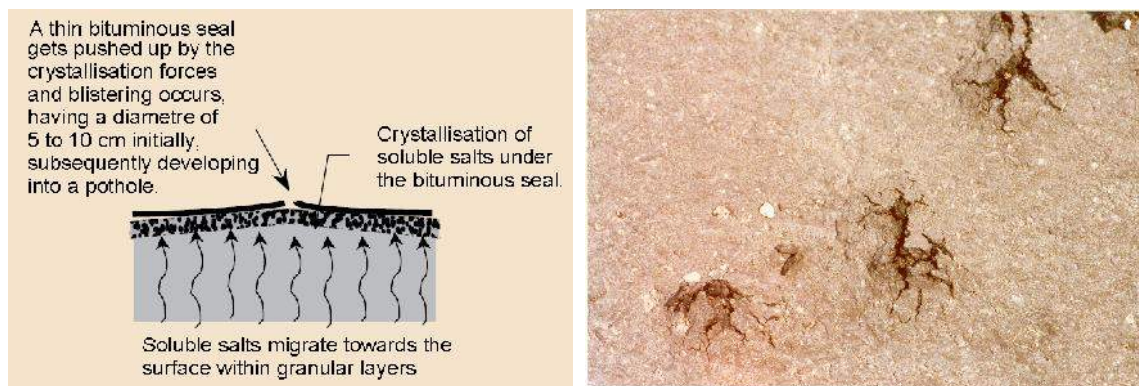 A thin bituminous seal
gets pushed up by the
crystallisation forces
and blistering occurs,
having a diametre of
5 to 10 cm initially,
subsequently developing
into a pothole.
Crystallisation of
soluble salts under
the bituminous seal.
Soluble salts migrate towards the
surface within granular layers